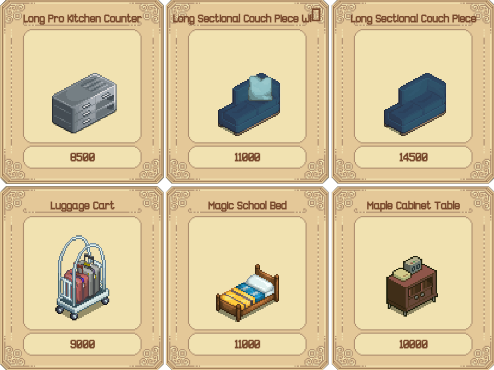 Long Pro Kitchen Counter
8500
Long Sectional Couch Piece Wi
11000
Long Sectional Couch Piece
14500
Luggage Cart
9000
Magic School Bed
11000
Maple Cabinet Table
10000